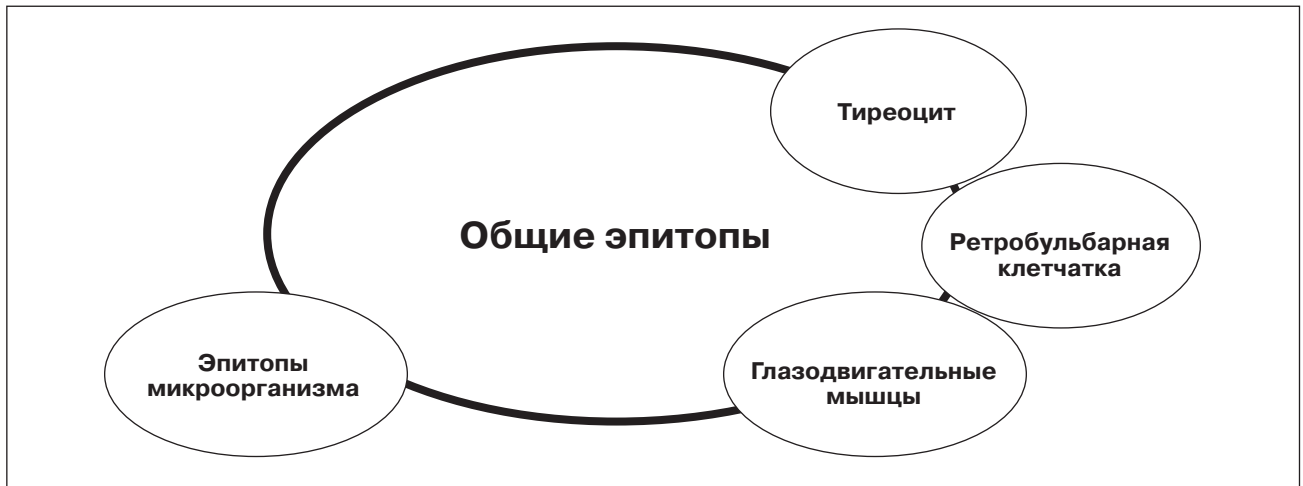 Тиреоцит
Общие эпитопы
Ретробульбарная
клетчатка
Эпитопы
микроорганизма
Глазодвигательные
мышцы